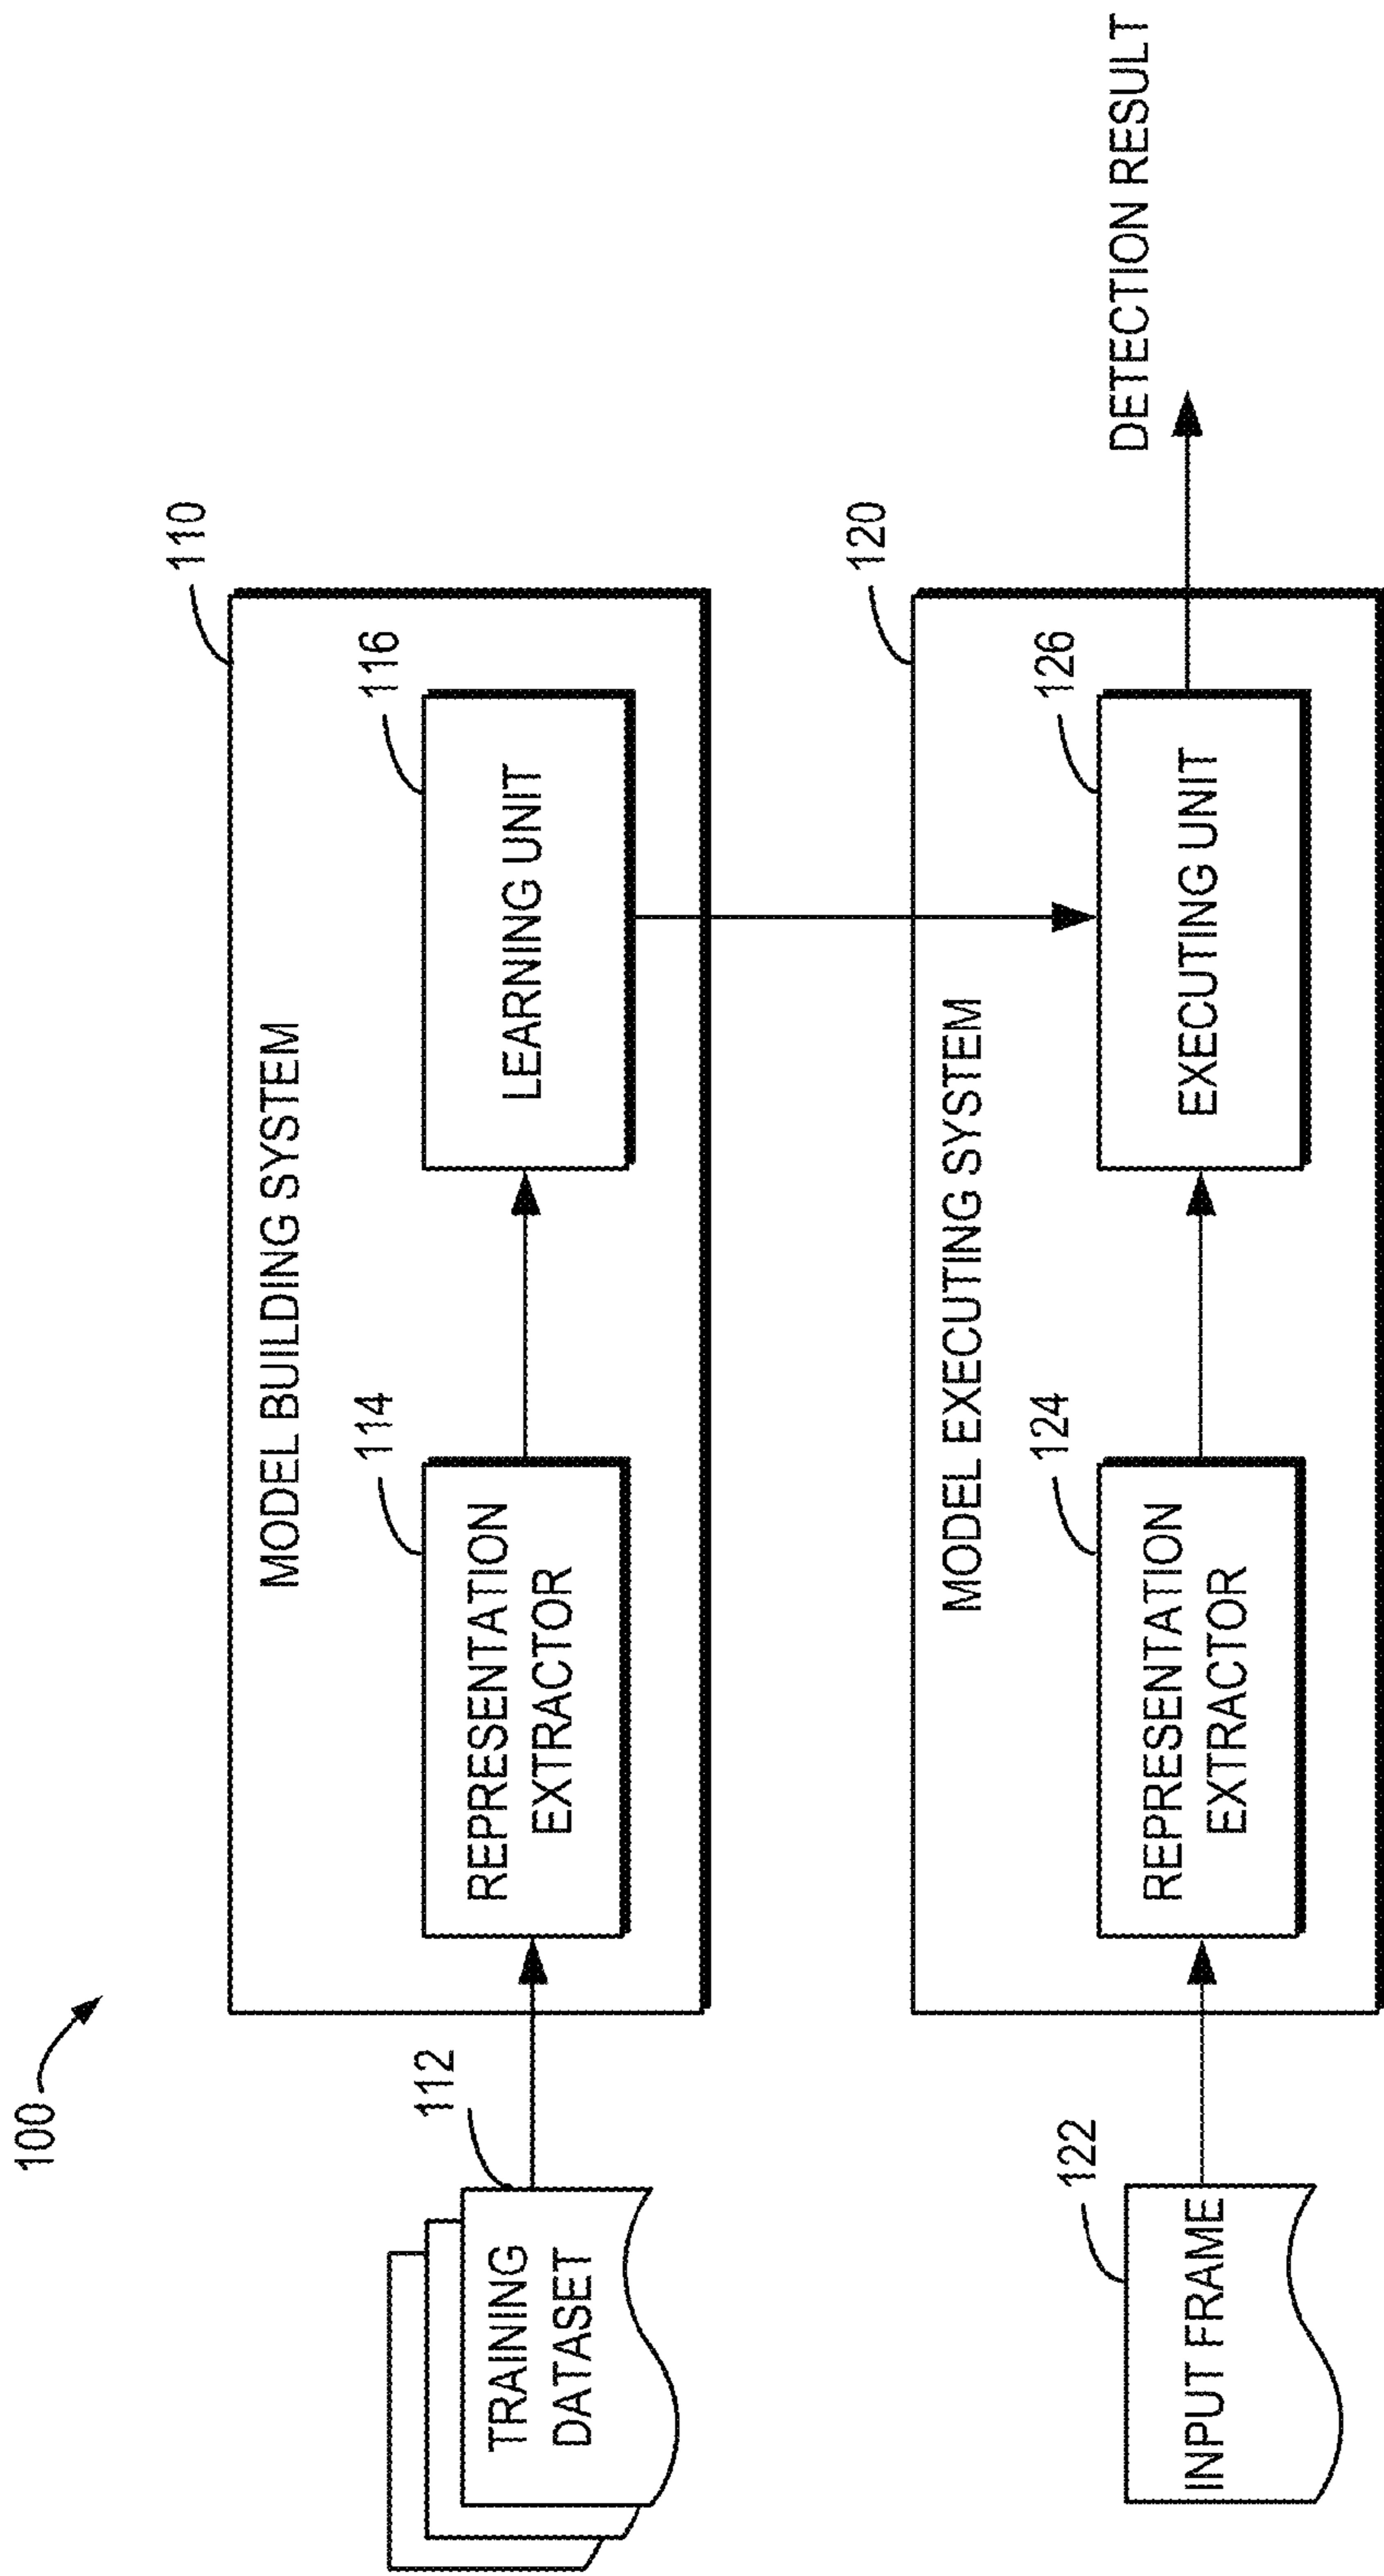 100
110
MODEL BUILDING SYSTEM
112
TRAINING
DATASET
114
REPRESENTATION
EXTRACTOR
116
LEARNING UNIT
120
MODEL EXECUTING SYSTEM
122
INPUT FRAME
124
REPRESENTATION
EXTRACTOR
126
EXECUTING UNIT
DETECTION RESULT